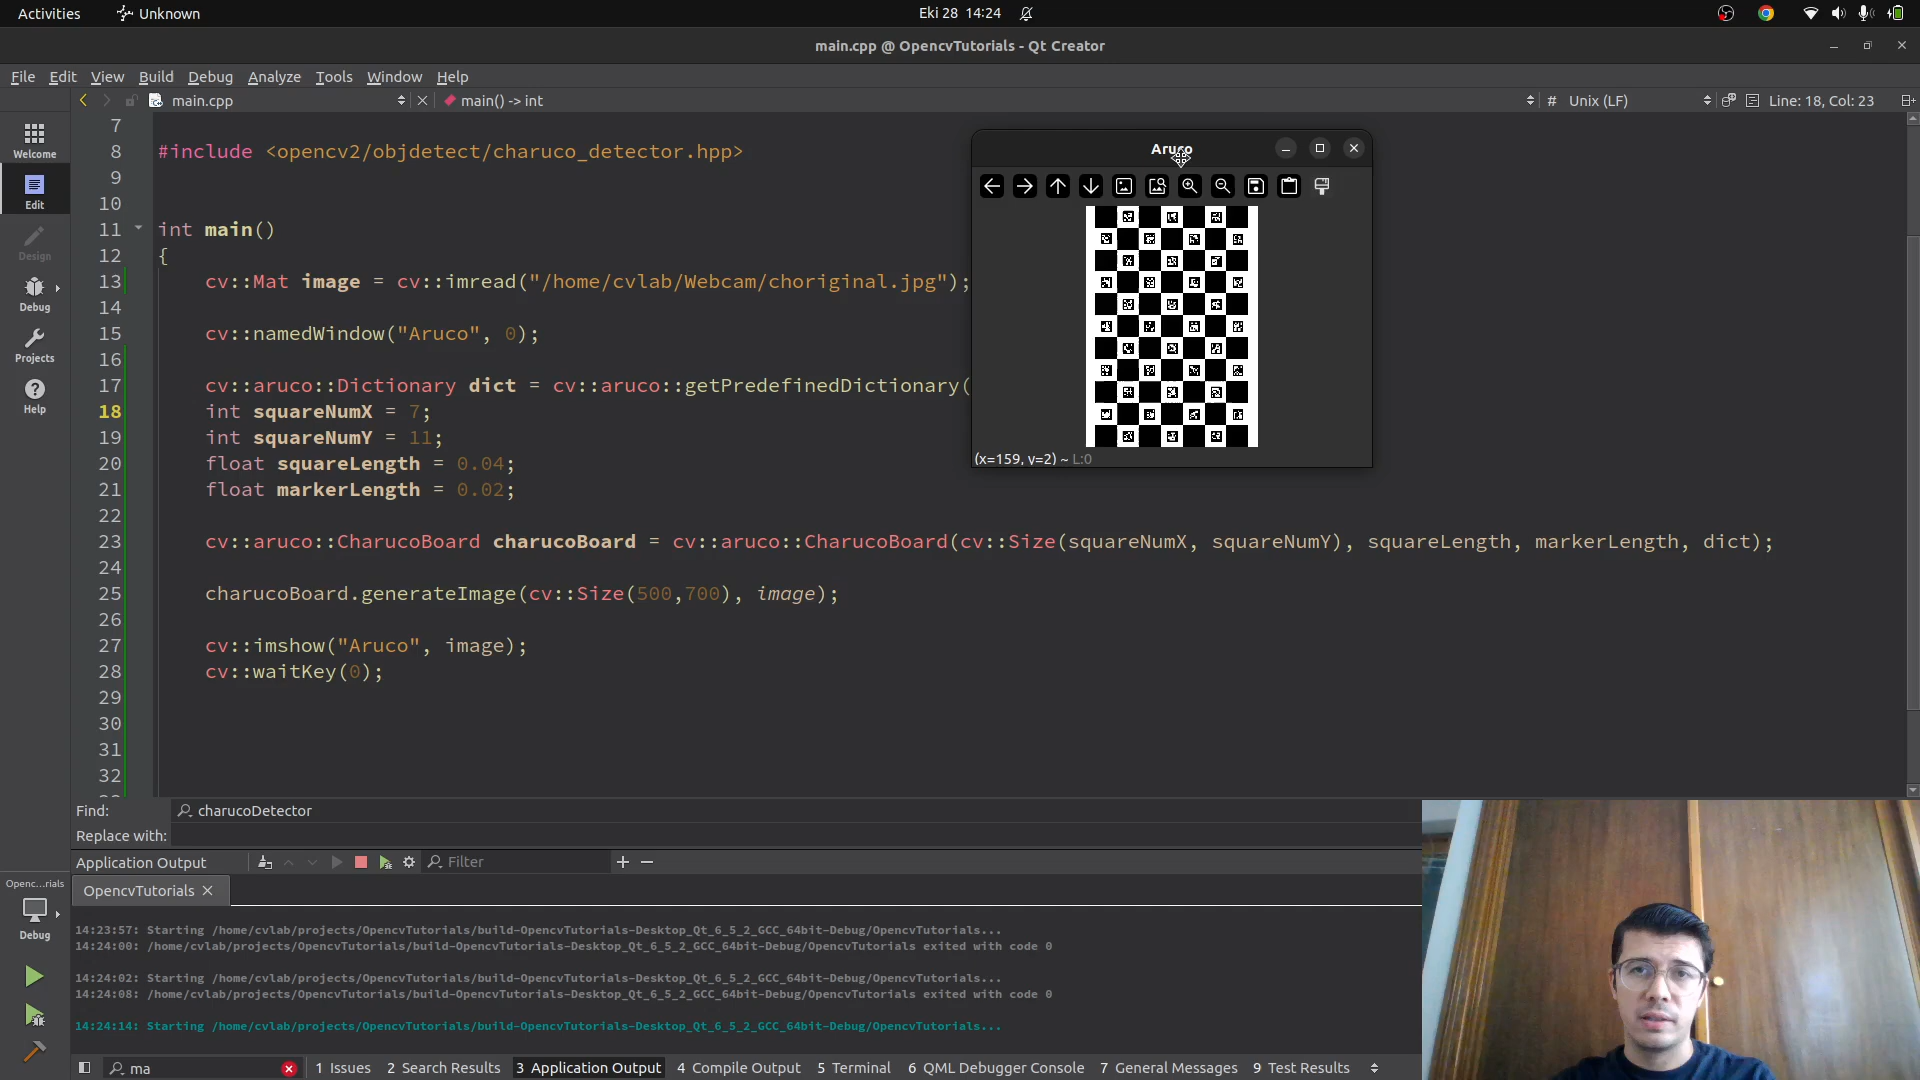 Activities Unknown Eki 28 14:24
main.cpp @ OpencvTutorials - Qt Creator
File Edit View Build Debug Analyze Tools Window Help
main.cpp main() -> int # Unix (LF) Line: 18, Col: 23
7
8 #include <opencv2/objdetect/charuco_detector.hpp>
9
10
11 int main()
12 {
13 cv::Mat image = cv::imread("/home/cvlab/Webcam/choriginal.jpg");
14
15 cv::namedWindow("Aruco", 0);
16
17 cv::aruco::Dictionary dict = cv::aruco::getPredefinedDictionary(
18 int squareNumX = 7;
19 int squareNumY = 11;
20 float squareLength = 0.04;
21 float markerLength = 0.02;
22
23 cv::aruco::CharucoBoard charucoBoard = cv::aruco::CharucoBoard(cv::Size(squareNumX, squareNumY), squareLength, markerLength, dict);
24
25 charucoBoard.generateImage(cv::Size(500,700), image);
26
27 cv::imshow("Aruco", image);
28 cv::waitKey(0);
29
30
31
32
Aruco
(x=159, y=2) ~ L:0
Welcome
Edit
Design
Debug
Projects
Help
Openc...rials
Debug
Find: charucoDetector
Replace with:
Application Output Filter
OpencvTutorials
14:23:57: Starting /home/cvlab/projects/OpencvTutorials/build-OpencvTutorials-Desktop_Qt_6_5_2_GCC_64bit-Debug/OpencvTutorials...
14:24:00: /home/cvlab/projects/OpencvTutorials/build-OpencvTutorials-Desktop_Qt_6_5_2_GCC_64bit-Debug/OpencvTutorials exited with code 0
14:24:02: Starting /home/cvlab/projects/OpencvTutorials/build-OpencvTutorials-Desktop_Qt_6_5_2_GCC_64bit-Debug/OpencvTutorials...
14:24:08: /home/cvlab/projects/OpencvTutorials/build-OpencvTutorials-Desktop_Qt_6_5_2_GCC_64bit-Debug/OpencvTutorials exited with code 0
14:24:14: Starting /home/cvlab/projects/OpencvTutorials/build-OpencvTutorials-Desktop_Qt_6_5_2_GCC_64bit-Debug/OpencvTutorials...
ma 1 Issues 2 Search Results 3 Application Output 4 Compile Output 5 Terminal 6 QML Debugger Console 7 General Messages 9 Test Results